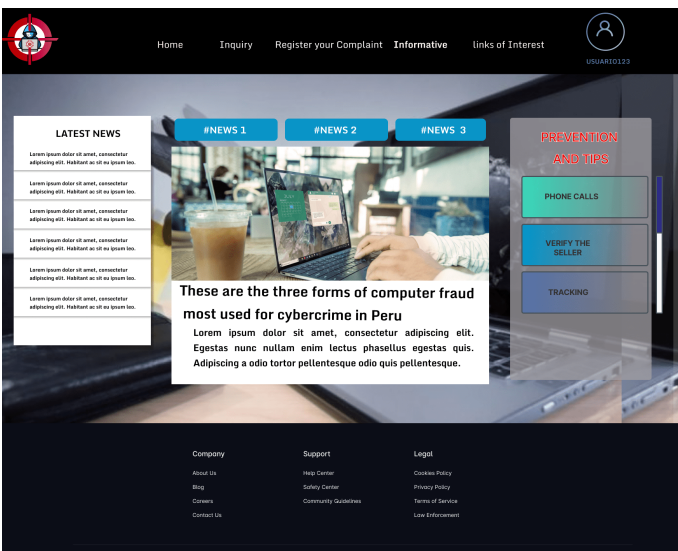 Home Inquiry Register your Complaint Informative links of Interest
USUARIO123
LATEST NEWS
Lorem ipsum dolor sit amet, consectetur
adipiscing elit. Habitant ac sit eu ipsum leo.
Lorem ipsum dolor sit amet, consectetur
adipiscing elit. Habitant ac sit eu ipsum leo.
Lorem ipsum dolor sit amet, consectetur
adipiscing elit. Habitant ac sit eu ipsum leo.
Lorem ipsum dolor sit amet, consectetur
adipiscing elit. Habitant ac sit eu ipsum leo.
Lorem ipsum dolor sit amet, consectetur
adipiscing elit. Habitant ac sit eu ipsum leo.
Lorem ipsum dolor sit amet, consectetur
adipiscing elit. Habitant ac sit eu ipsum leo.
#NEWS 1 #NEWS 2 #NEWS 3
These are the three forms of computer fraud
most used for cybercrime in Peru
Lorem ipsum dolor sit amet, consectetur adipiscing elit.
Egestas nunc nullam enim lectus phasellus egestas quis.
Adipiscing a odio tortor pellentesque odio quis pellentesque.
PREVENTION
AND TIPS
PHONE CALLS
VERIFY THE
SELLER
TRACKING
Company
About Us
Blog
Careers
Contact Us
Support
Help Center
Safety Center
Community Guidelines
Legal
Cookies Policy
Privacy Policy
Terms of Service
Law Enforcement